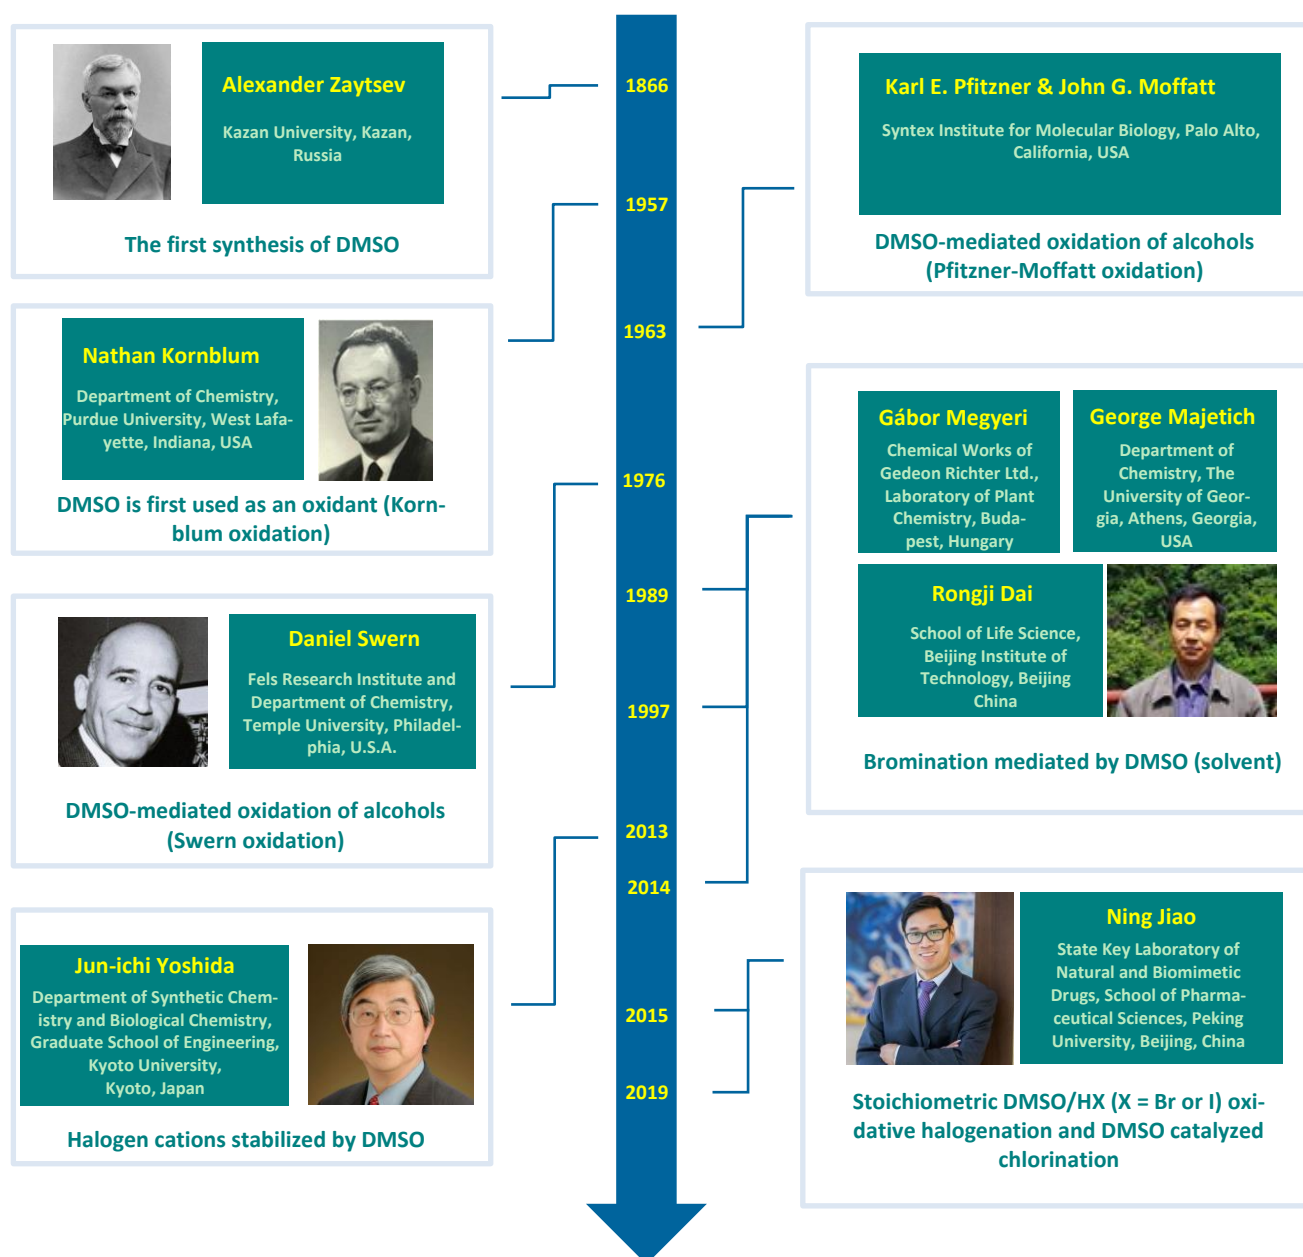 Alexander Zaytsev
Kazan University, Kazan,
Russia
The first synthesis of DMSO
Nathan Kornblum
Department of Chemistry,
Purdue University, West Lafa-
yette, Indiana, USA
DMSO is first used as an oxidant (Korn-
blum oxidation)
Daniel Swern
Fels Research Institute and
Department of Chemistry,
Temple University, Philadel-
phia, U.S.A.
DMSO-mediated oxidation of alcohols
(Swern oxidation)
Jun-ichi Yoshida
Department of Synthetic Chem-
istry and Biological Chemistry,
Graduate School of Engineering,
Kyoto University,
Kyoto, Japan
Halogen cations stabilized by DMSO
1866
1957
1963
1976
1989
1997
2013
2014
2015
2019
Karl E. Pfitzner & John G. Moffatt
Syntex Institute for Molecular Biology, Palo Alto,
California, USA
DMSO-mediated oxidation of alcohols
(Pfitzner-Moffatt oxidation)
Gábor Megyeri
Chemical Works of
Gedeon Richter Ltd.,
Laboratory of Plant
Chemistry, Buda-
pest, Hungary
George Majetich
Department of
Chemistry, The
University of Geor-
gia, Athens, Georgia,
USA
Rongji Dai
School of Life Science,
Beijing Institute of
Technology, Beijing
China
Bromination mediated by DMSO (solvent)
Ning Jiao
State Key Laboratory of
Natural and Biomimetic
Drugs, School of Pharma-
ceutical Sciences, Peking
University, Beijing, China
Stoichiometric DMSO/HX (X = Br or I) oxi-
dative halogenation and DMSO catalyzed
chlorination